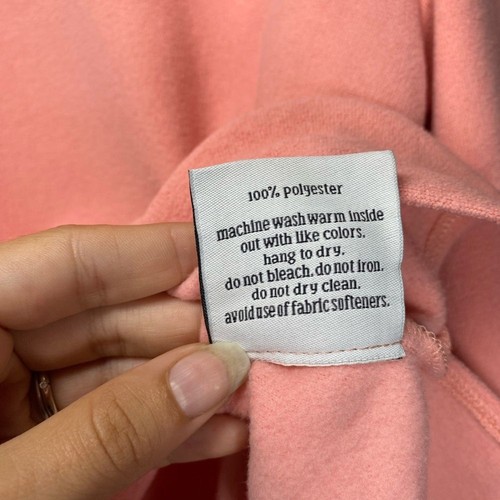 100% polyester
machine wash warm inside
out with like colors.
hang to dry.
do not bleach. do not iron.
do not dry clean.
avoid use of fabric softeners.